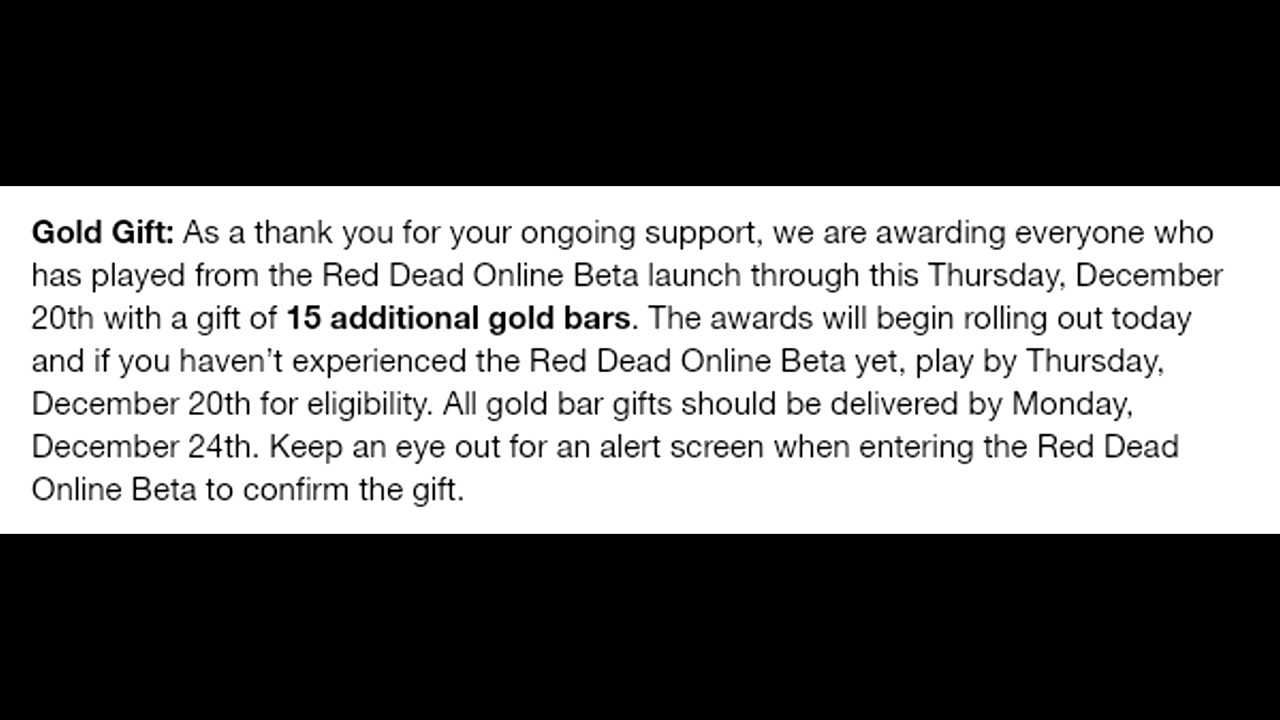 Gold Gift: As a thank you for your ongoing support, we are awarding everyone who
has played from the Red Dead Online Beta launch through this Thursday, December
20th with a gift of 15 additional gold bars. The awards will begin rolling out today
and if you haven’t experienced the Red Dead Online Beta yet, play by Thursday,
December 20th for eligibility. All gold bar gifts should be delivered by Monday,
December 24th. Keep an eye out for an alert screen when entering the Red Dead
Online Beta to confirm the gift.